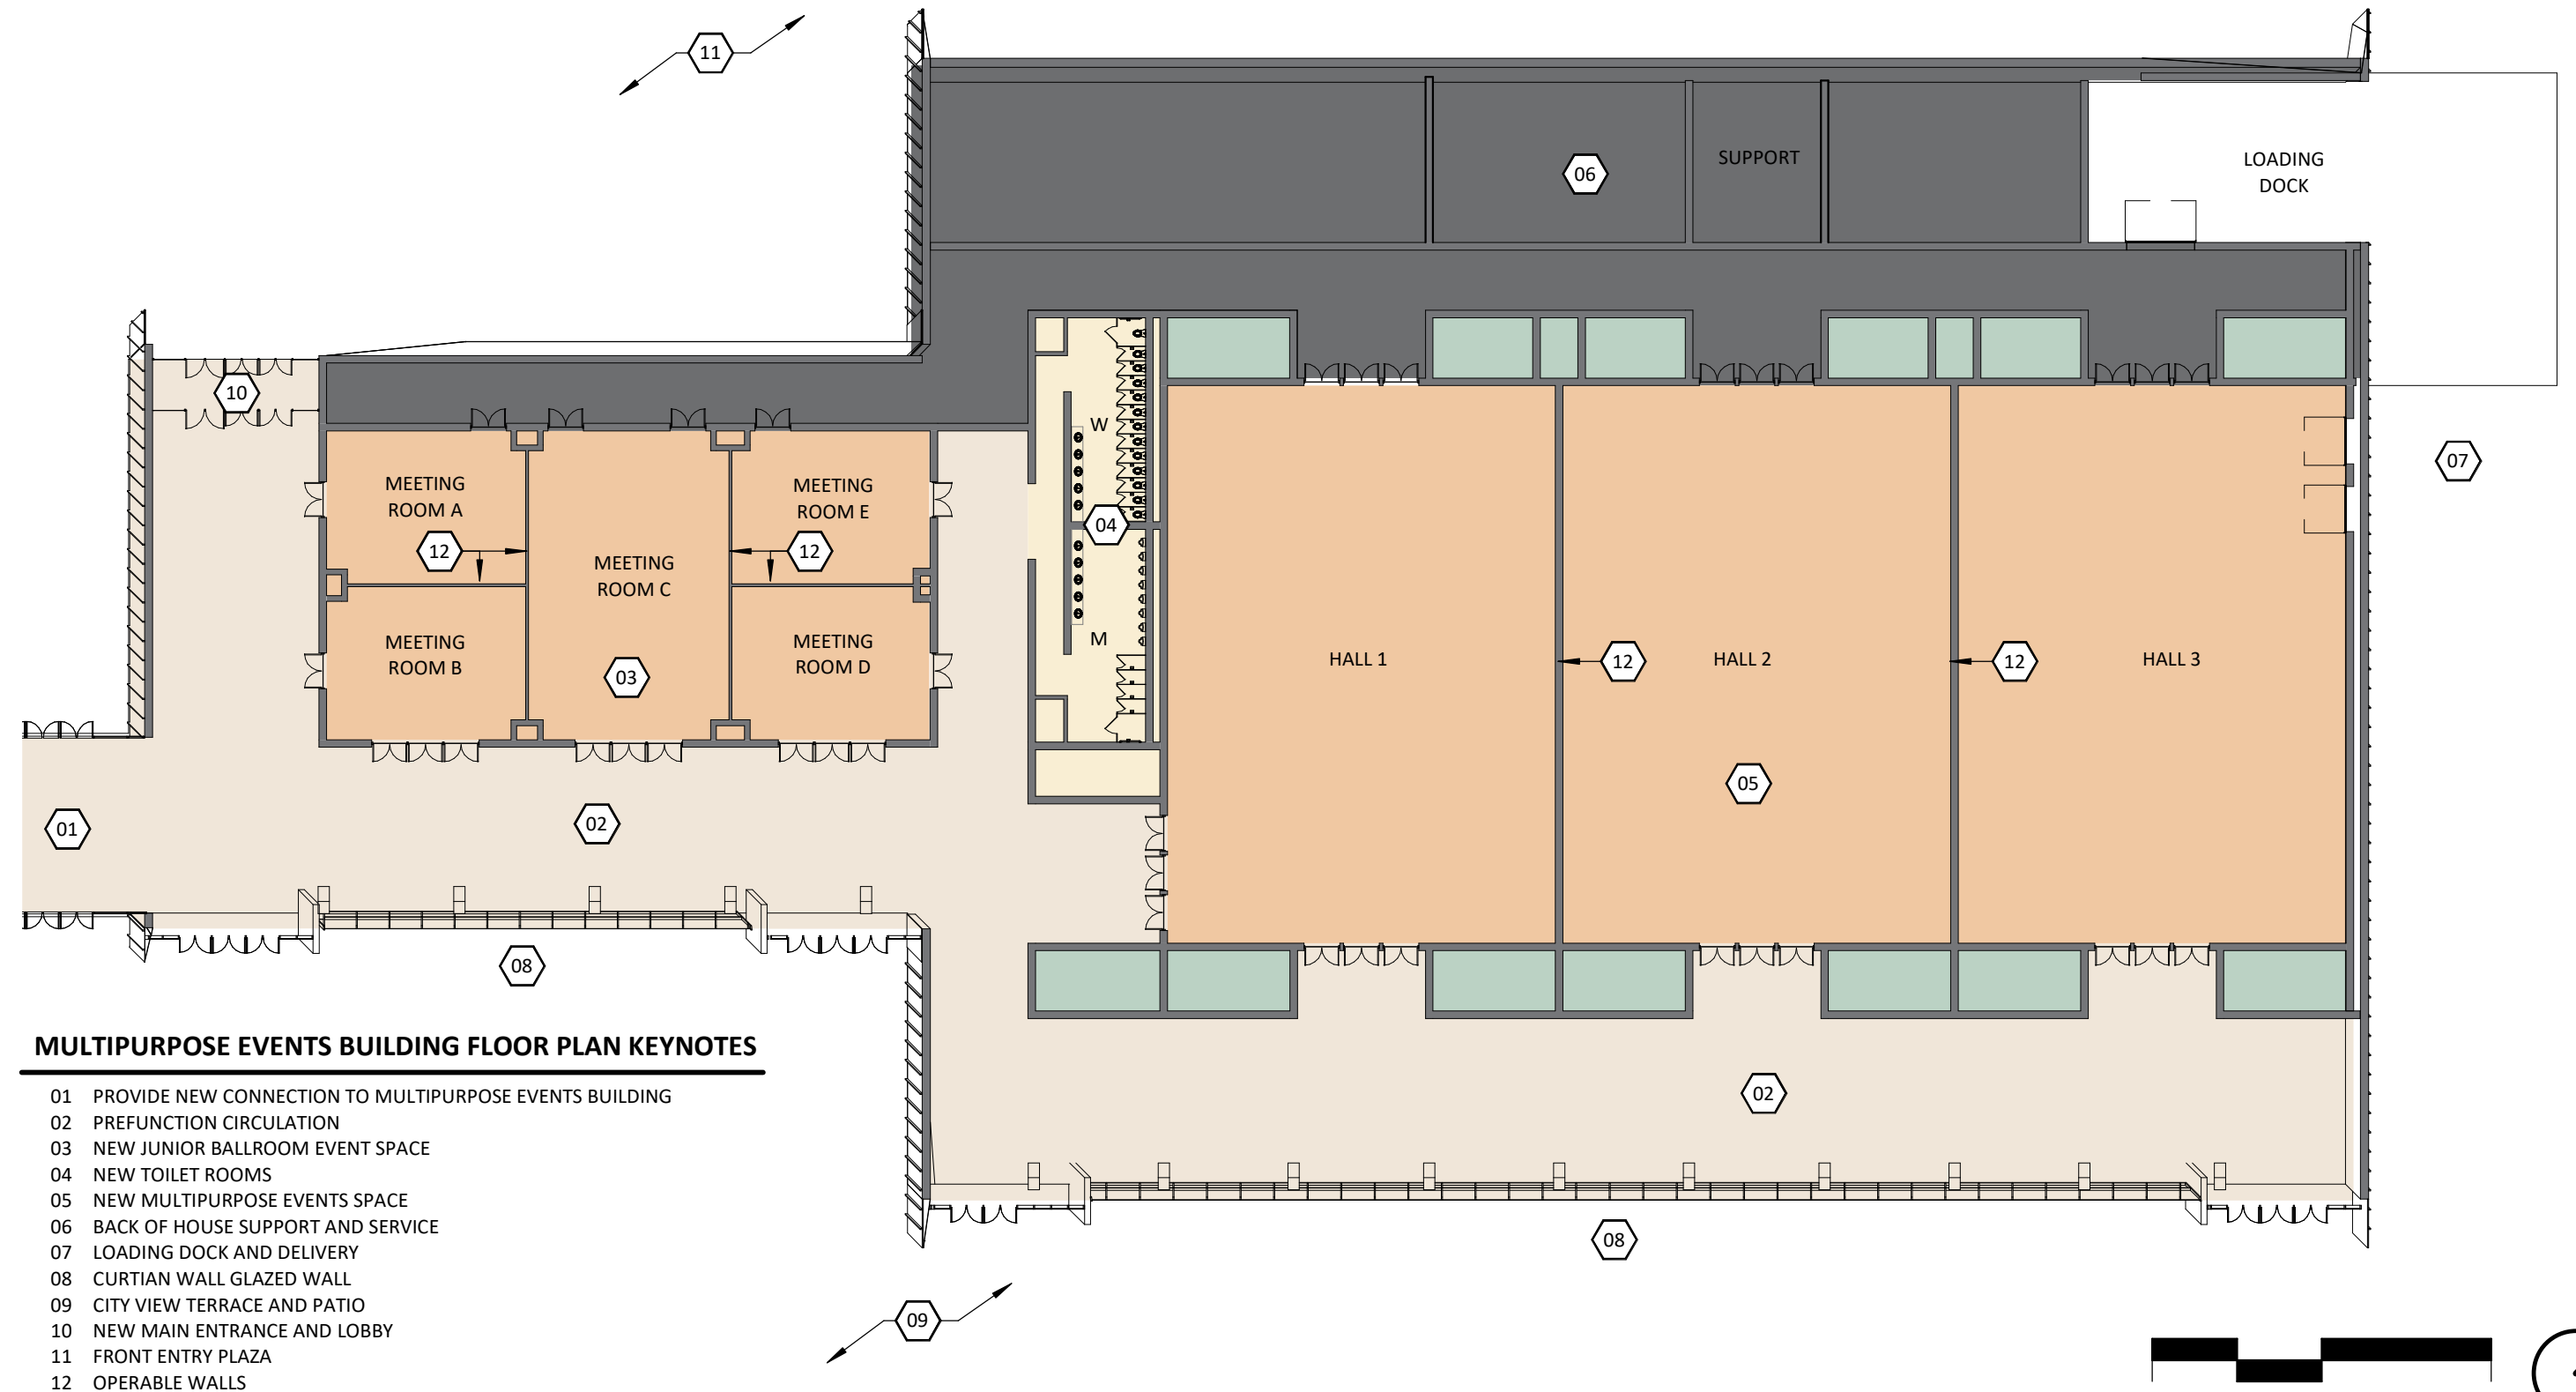 11
06
SUPPORT
LOADING
DOCK
10
W
04
M
07
MEETING
ROOM A
MEETING
ROOM E
12
12
MEETING
ROOM C
MEETING
ROOM B
MEETING
ROOM D
03
HALL 1
12
HALL 2
12
HALL 3
05
01
02
08
02
08
09
MULTIPURPOSE EVENTS BUILDING FLOOR PLAN KEYNOTES
01 PROVIDE NEW CONNECTION TO MULTIPURPOSE EVENTS BUILDING
02 PREFUNCTION CIRCULATION
03 NEW JUNIOR BALLROOM EVENT SPACE
04 NEW TOILET ROOMS
05 NEW MULTIPURPOSE EVENTS SPACE
06 BACK OF HOUSE SUPPORT AND SERVICE
07 LOADING DOCK AND DELIVERY
08 CURTIAN WALL GLAZED WALL
09 CITY VIEW TERRACE AND PATIO
10 NEW MAIN ENTRANCE AND LOBBY
11 FRONT ENTRY PLAZA
12 OPERABLE WALLS